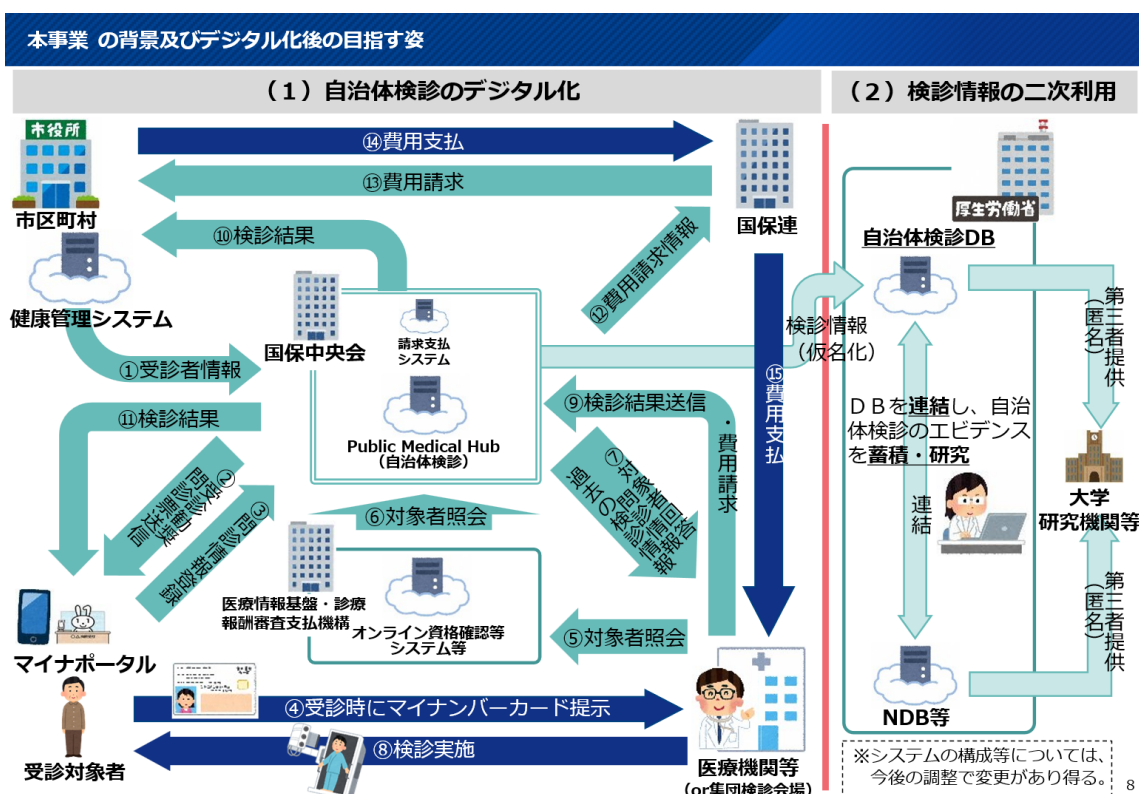 本事業 の背景及びデジタル化後の目指す姿
（１）自治体検診のデジタル化
（２）検診情報の二次利用
市役所
市区町村
⑭費用支払
⑬費用請求
国保連
⑩検診結果
健康管理システム
①受診者情報
国保中央会
請求支払
システム
Public Medical Hub
（自治体検診）
⑫費用請求情報
⑪検診結果
②受診勧奨
問診票送信
③問診情報登録
⑥対象者照会
⑨検診結果送信
・費用請求
⑦対象者情報回答
問診情報
過去の検診情報
⑮費用支払
医療情報基盤・診療
報酬審査支払機構
オンライン資格確認等
システム等
⑤対象者照会
マイナポータル
④受診時にマイナンバーカード提示
⑧検診実施
受診対象者
医療機関等
（or集団検診会場）
厚生労働省
自治体検診DB
検診情報
（仮名化）
第三者提供
（匿名）
ＤＢを連結し、自治
体検診のエビデンス
を蓄積・研究
連結
大学
研究機関等
第三者提供
（匿名）
NDB等
※システムの構成等については、
今後の調整で変更があり得る。
8